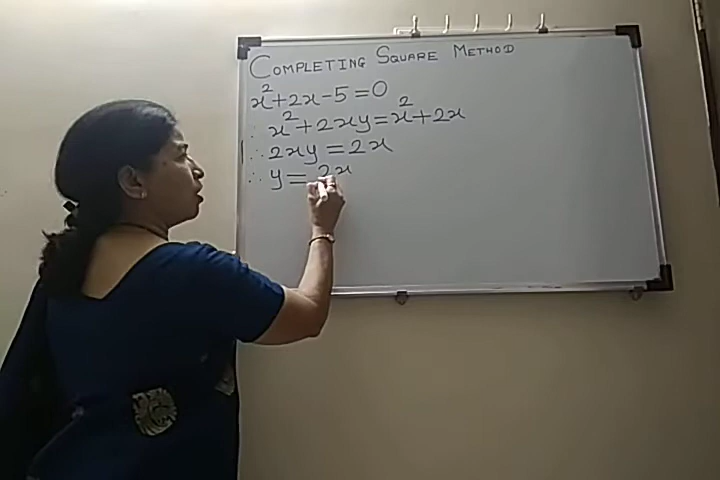 COMPLETING SQUARE METHOD
x²+2x-5=0
x²+2xy=x²+2x
∴ 2xy=2x
∴ y=2x